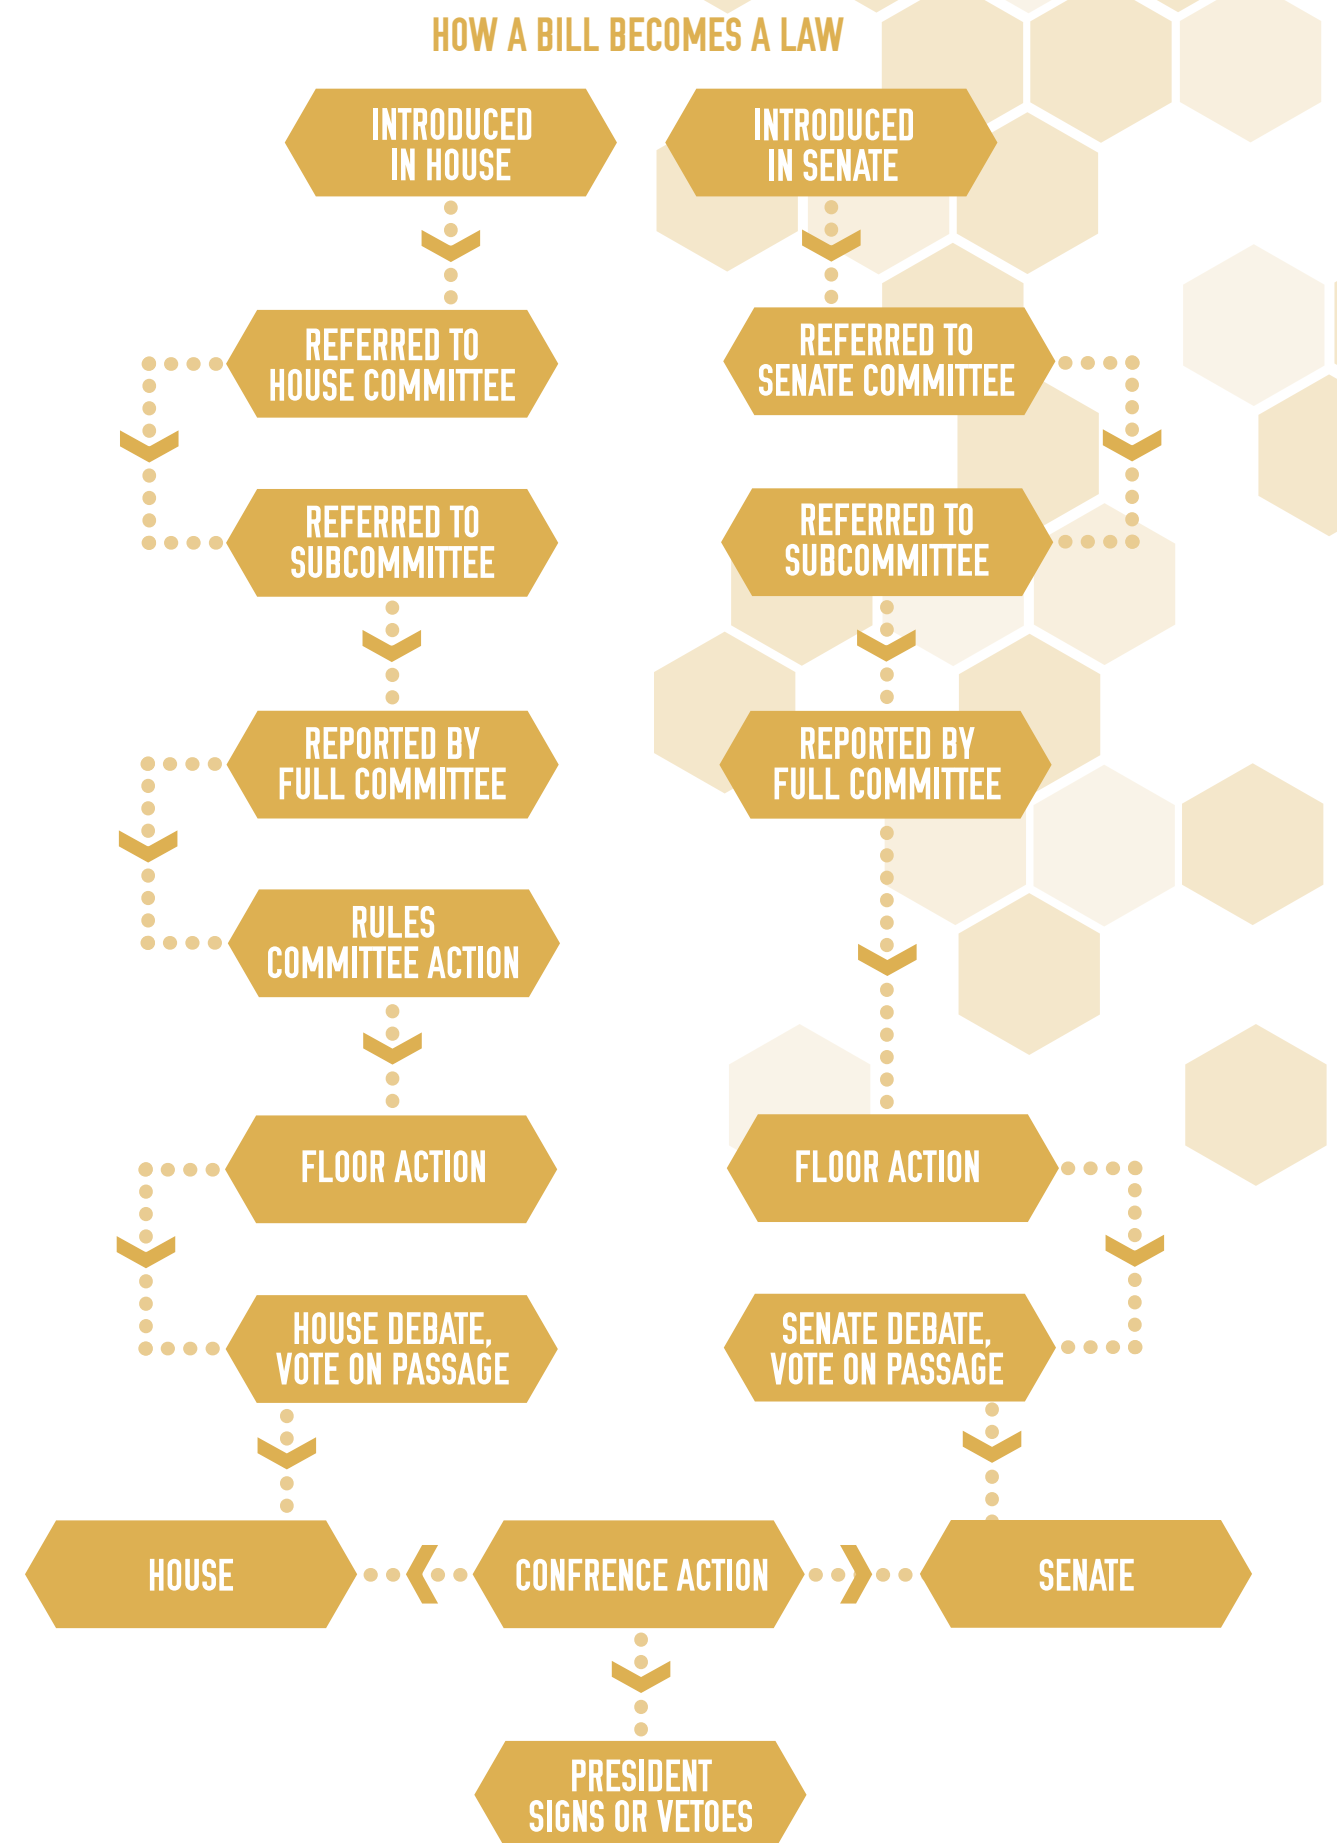 HOW A BILL BECOMES A LAW
INTRODUCED
IN HOUSE
INTRODUCED
IN SENATE
REFERRED TO
HOUSE COMMITTEE
REFERRED TO
SENATE COMMITTEE
REFERRED TO
SUBCOMMITTEE
REFERRED TO
SUBCOMMITTEE
REPORTED BY
FULL COMMITTEE
REPORTED BY
FULL COMMITTEE
RULES
COMMITTEE ACTION
FLOOR ACTION
FLOOR ACTION
HOUSE DEBATE,
VOTE ON PASSAGE
SENATE DEBATE,
VOTE ON PASSAGE
HOUSE
CONFRENCE ACTION
SENATE
PRESIDENT
SIGNS OR VETOES